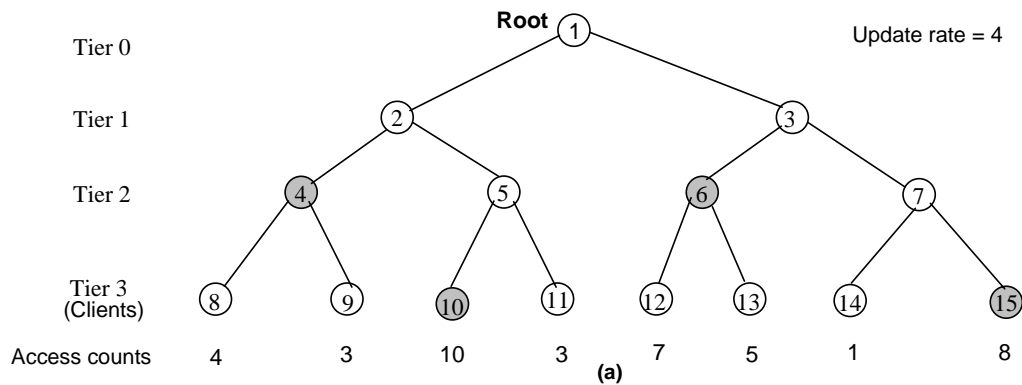 Root
1
Update rate = 4
Tier 0
Tier 1
2
3
Tier 2
4
5
6
7
Tier 3
(Clients)
8
9
10
11
12
13
14
15
Access counts
4
3
10
3
7
5
1
8
(a)